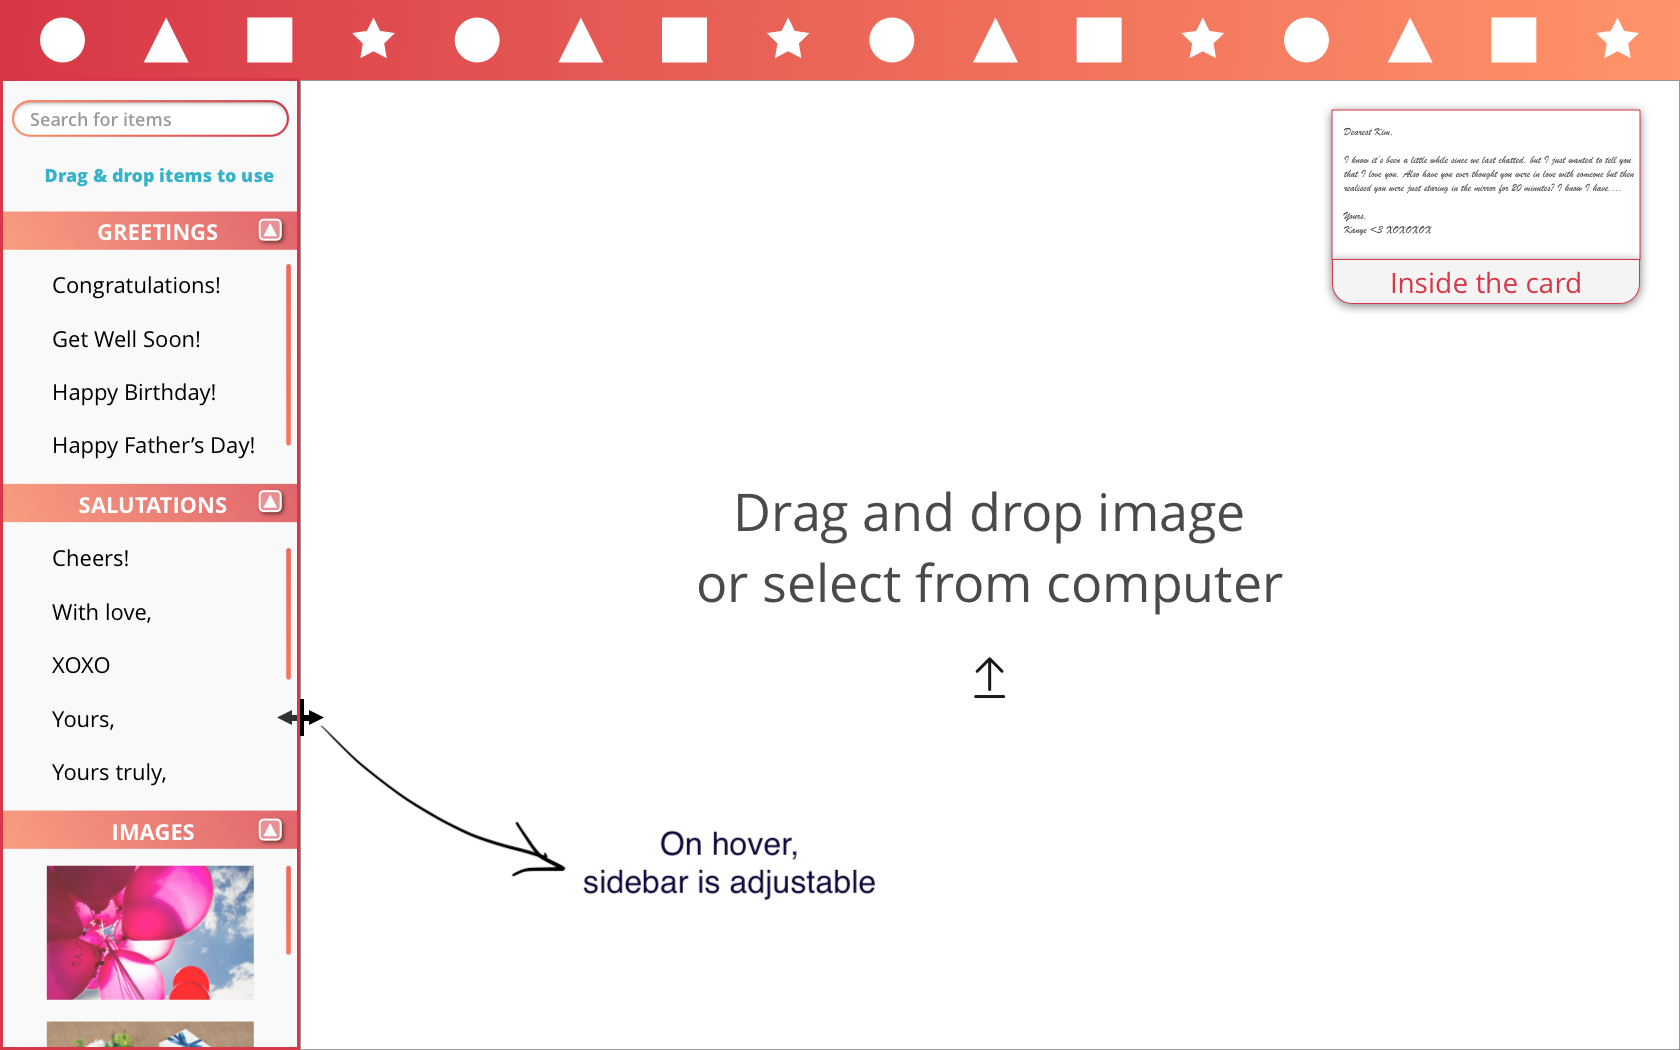 Search for items
Drag & drop items to use
GREETINGS
Congratulations!
Get Well Soon!
Happy Birthday!
Happy Father’s Day!
SALUTATIONS
Cheers!
With love,
XOXO
Yours,
Yours truly,
IMAGES
Dearest Kim,
I know it's been a little while since we last chatted, but I just wanted to tell you
that I love you. Also have you ever thought you were in love with someone but then
realised you were just staring in the mirror for 20 minutes? I know I have....
Yours,
Kanye <3 XOXOXOX
Inside the card
Drag and drop image
or select from computer
On hover,
sidebar is adjustable